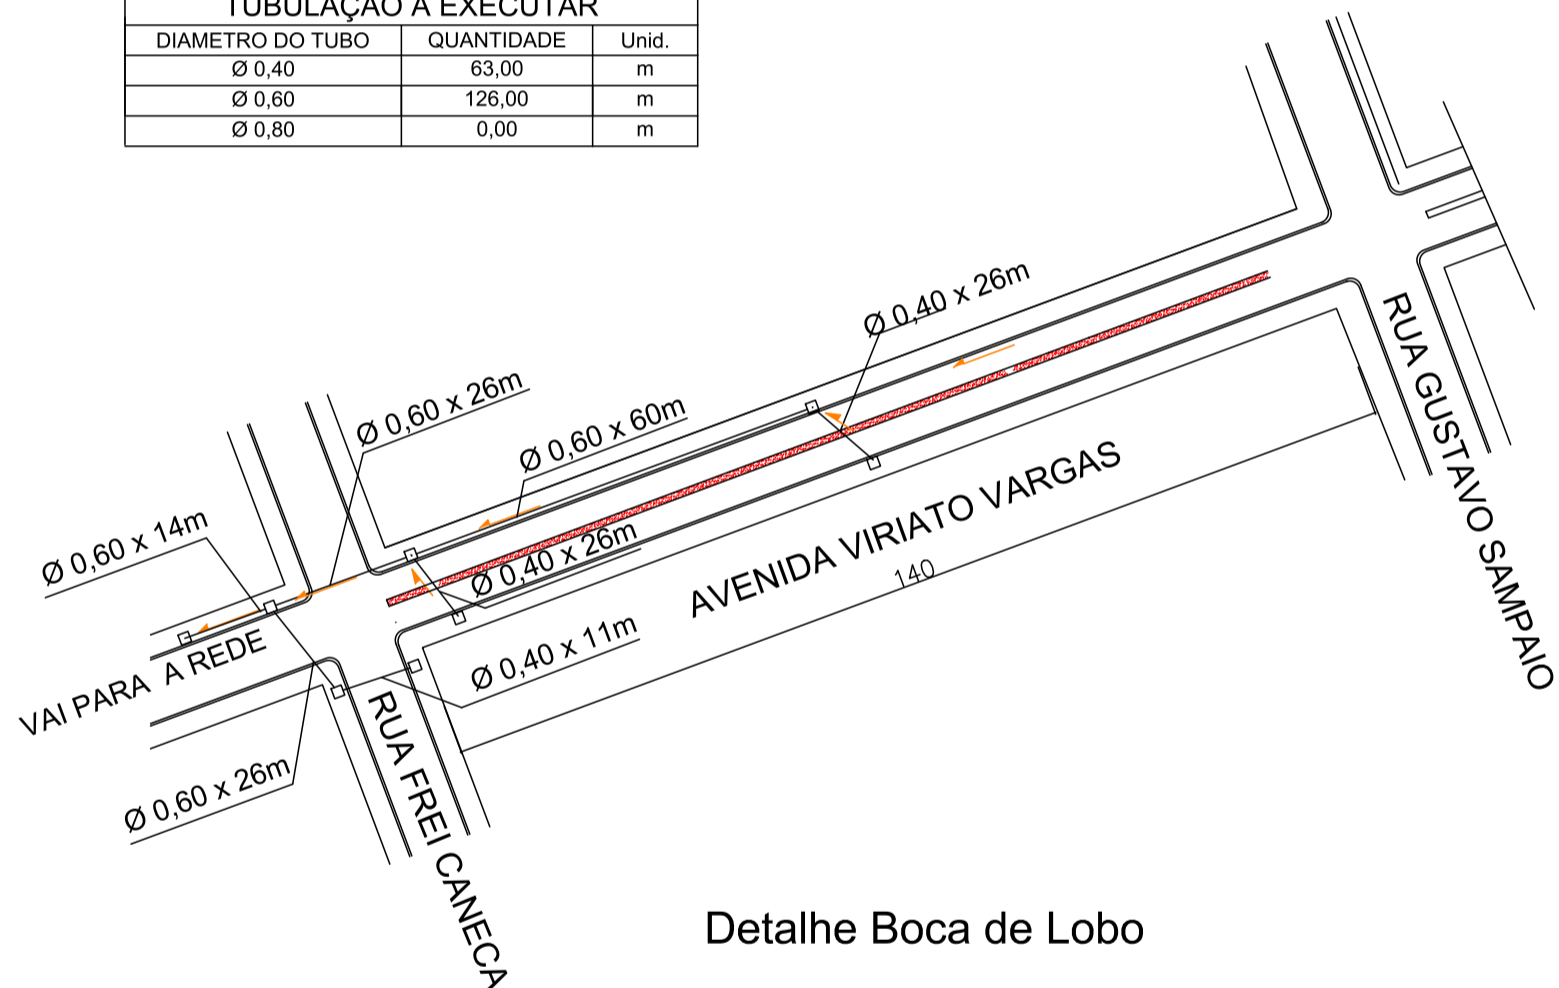 TUBULAÇÃO A EXECUTAR
DIAMETRO DO TUBO QUANTIDADE Unid.
Ø 0,40 63,00 m
Ø 0,60 126,00 m
Ø 0,80 0,00 m
Ø 0,40 x 26m
RUA GUSTAVO SAMPAIO
Ø 0,60 x 26m
Ø 0,60 x 60m
Ø 0,60 x 14m
Ø 0,40 x 26m
AVENIDA VIRIATO VARGAS
140
Ø 0,40 x 11m
VAI PARA A REDE
RUA FREI CANECA
Ø 0,60 x 26m
Detalhe Boca de Lobo